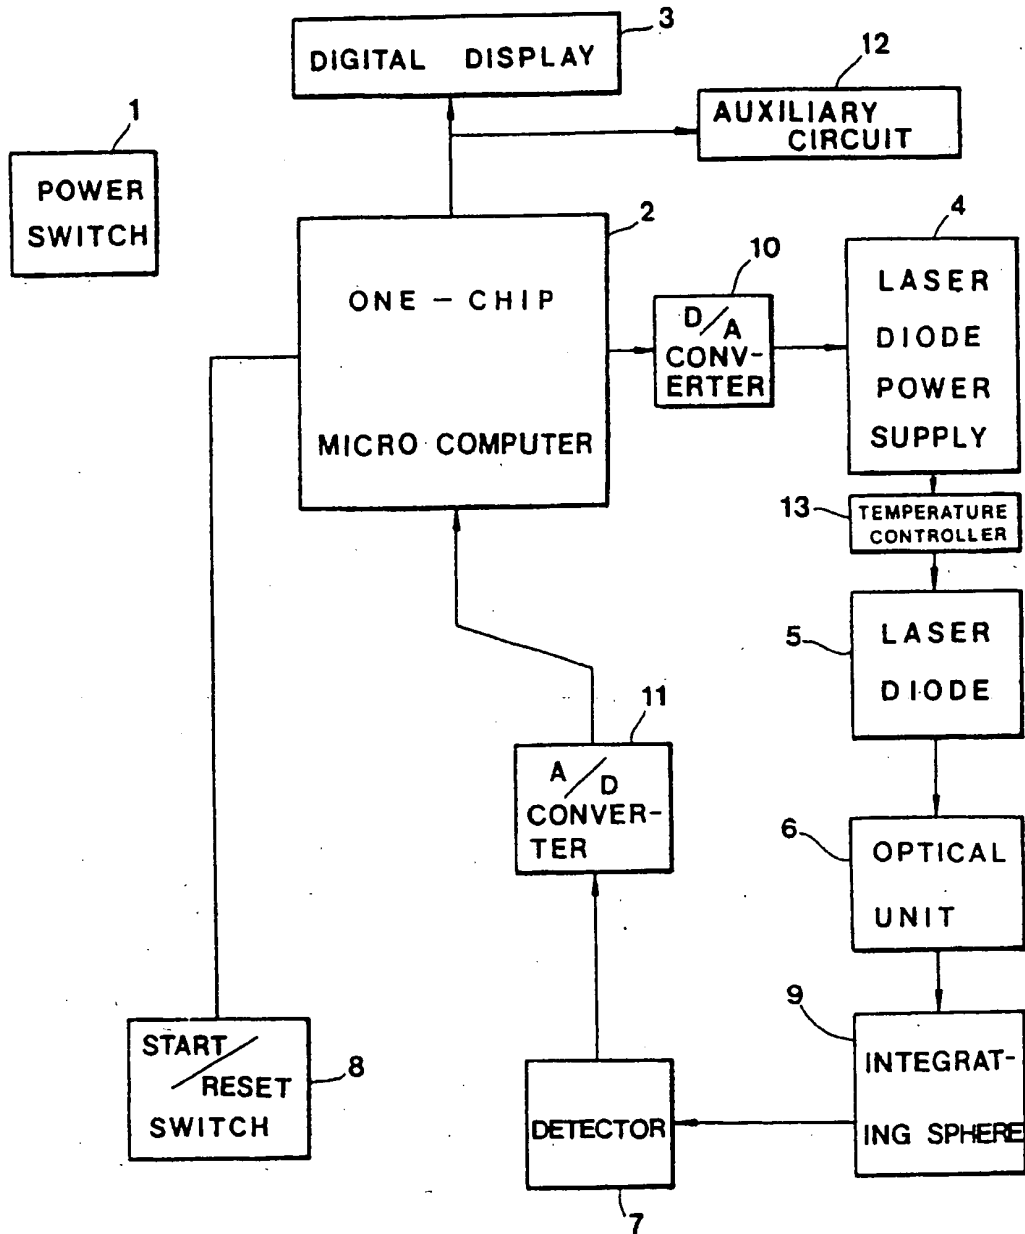 3
DIGITAL DISPLAY
12
AUXILIARY
CIRCUIT
1
POWER
SWITCH
2
ONE-CHIP
MICRO COMPUTER
10
D/A
CONV-
ERTER
4
LASER
DIODE
POWER
SUPPLY
13
TEMPERATURE
CONTROLLER
5
LASER
DIODE
11
A/D
CONVER-
TER
6
OPTICAL
UNIT
9
INTEGRAT-
ING SPHERE
START/
RESET
SWITCH
8
DETECTOR
7